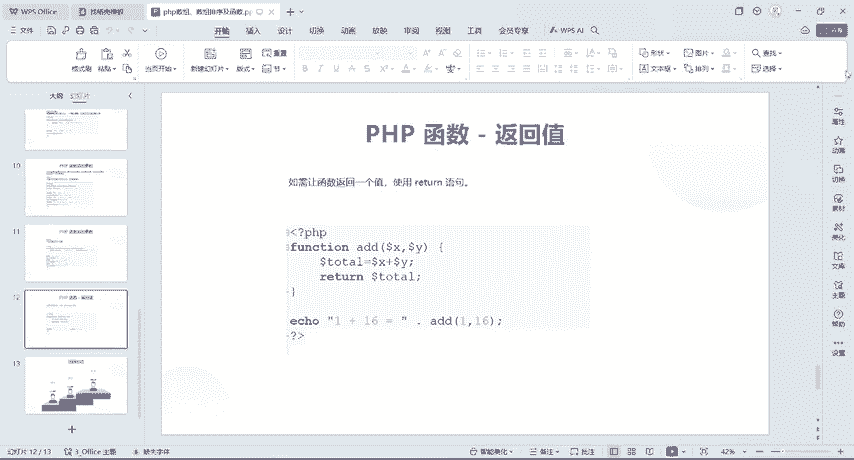 WPS Office
找稻壳模板
php数组、数组排序及函数.pp
文件
开始 插入 设计 切换 动画 放映 审阅 视图 工具 会员专享 WPS AI
格式刷 粘贴 当页开始 新建幻灯片 版式 重置 节
B I U A S
形状 图片 文本框 排列 查找 选择
大纲 幻灯片
10
11
12
13
PHP 函数 - 返回值
如需让函数返回一个值，使用 return 语句。
<?php
function add($x,$y) {
    $total=$x+$y;
    return $total;
}
echo "1 + 16 = " . add(1,16);
?>
属性
动画
切换
教材
美化
文库
主题
帮助
设置
幻灯片 12 / 13
3_Office 主题
缺失字体
智能美化
备注
批注
42%